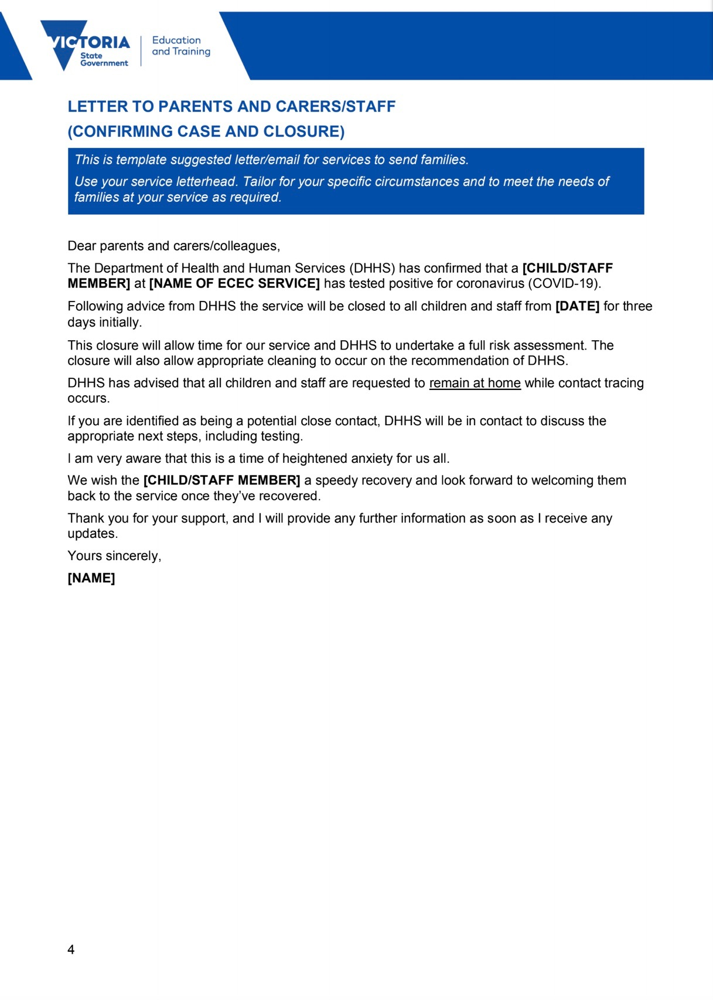 VICTORIA
State
Government
Education
and Training
LETTER TO PARENTS AND CARERS/STAFF
(CONFIRMING CASE AND CLOSURE)
This is template suggested letter/email for services to send families.
Use your service letterhead. Tailor for your specific circumstances and to meet the needs of
families at your service as required.
Dear parents and carers/colleagues,
The Department of Health and Human Services (DHHS) has confirmed that a [CHILD/STAFF
MEMBER] at [NAME OF ECEC SERVICE] has tested positive for coronavirus (COVID-19).
Following advice from DHHS the service will be closed to all children and staff from [DATE] for three
days initially.
This closure will allow time for our service and DHHS to undertake a full risk assessment. The
closure will also allow appropriate cleaning to occur on the recommendation of DHHS.
DHHS has advised that all children and staff are requested to remain at home while contact tracing
occurs.
If you are identified as being a potential close contact, DHHS will be in contact to discuss the
appropriate next steps, including testing.
I am very aware that this is a time of heightened anxiety for us all.
We wish the [CHILD/STAFF MEMBER] a speedy recovery and look forward to welcoming them
back to the service once they’ve recovered.
Thank you for your support, and I will provide any further information as soon as I receive any
updates.
Yours sincerely,
[NAME]
4